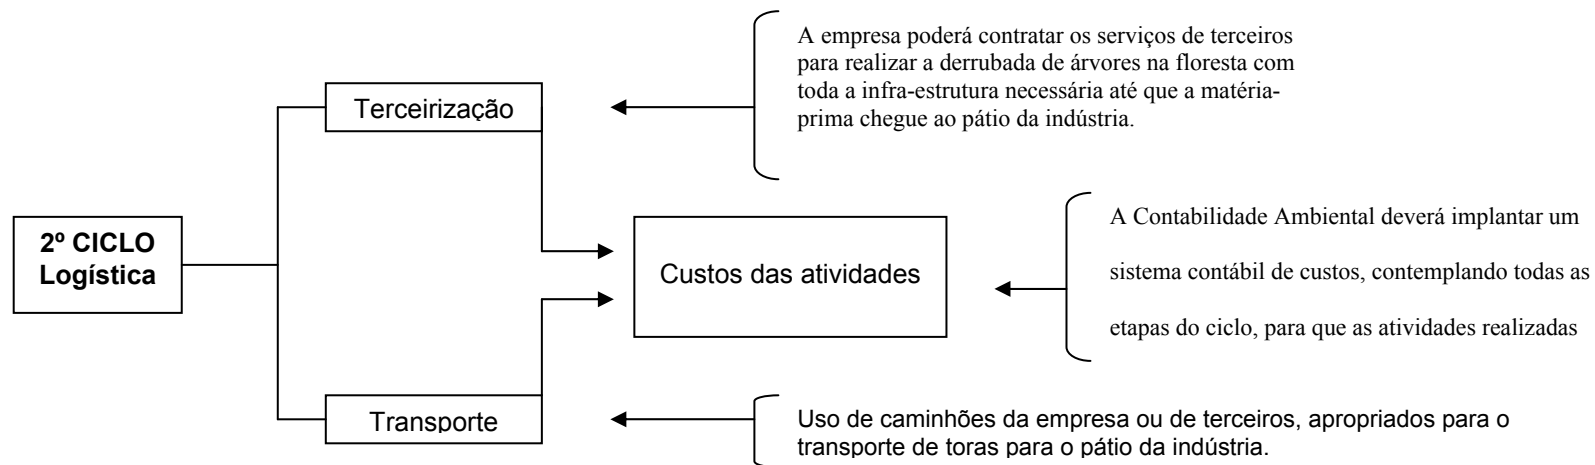 A empresa poderá contratar os serviços de terceiros
para realizar a derrubada de árvores na floresta com
toda a infra-estrutura necessária até que a matéria-
prima chegue ao pátio da indústria.
Terceirização
2º CICLO
Logística
Custos das atividades
A Contabilidade Ambiental deverá implantar um
sistema contábil de custos, contemplando todas as
etapas do ciclo, para que as atividades realizadas
Transporte
Uso de caminhões da empresa ou de terceiros, apropriados para o
transporte de toras para o pátio da indústria.